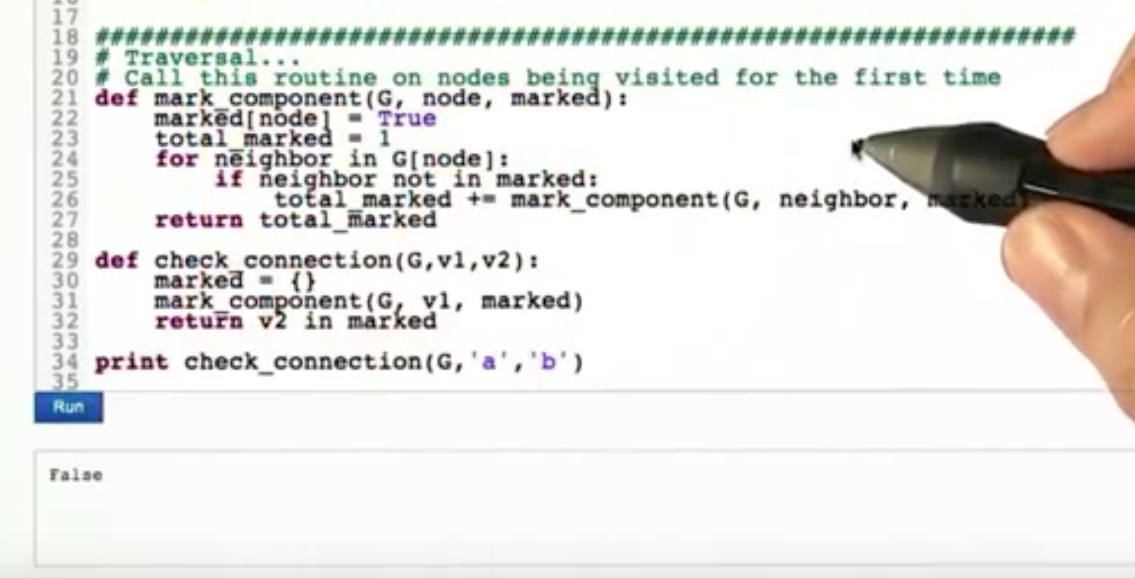 17
18 ##################################################################
19 # Traversal...
20 # Call this routine on nodes being visited for the first time
21 def mark_component(G, node, marked):
22     marked[node] = True
23     total_marked = 1
24     for neighbor in G[node]:
25         if neighbor not in marked:
26             total_marked += mark_component(G, neighbor, marked)
27     return total_marked
28
29 def check_connection(G,v1,v2):
30     marked = {}
31     mark_component(G, v1, marked)
32     return v2 in marked
33
34 print check_connection(G,'a','b')
35
Run
False